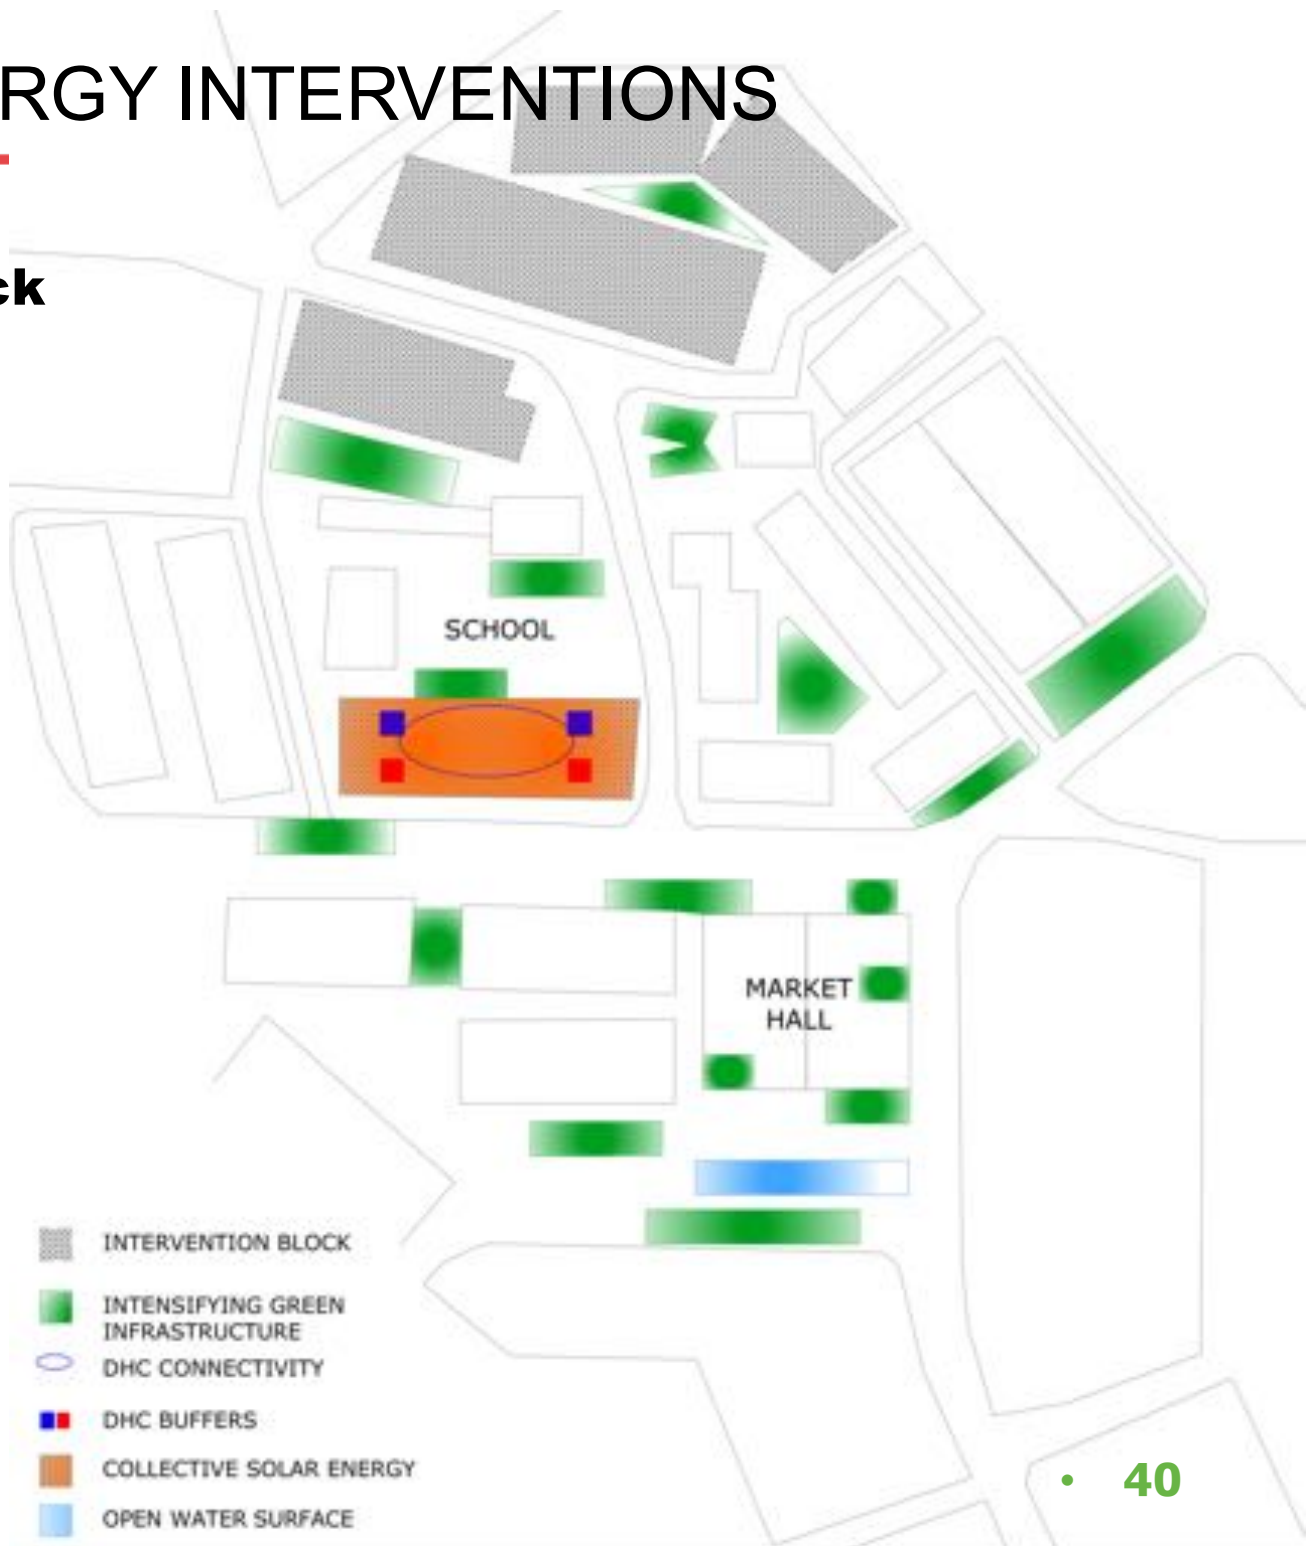 RGY INTERVENTIONS
ck
SCHOOL
MARKET
HALL
INTERVENTION BLOCK
INTENSIFYING GREEN
INFRASTRUCTURE
DHC CONNECTIVITY
DHC BUFFERS
COLLECTIVE SOLAR ENERGY
OPEN WATER SURFACE
• 40